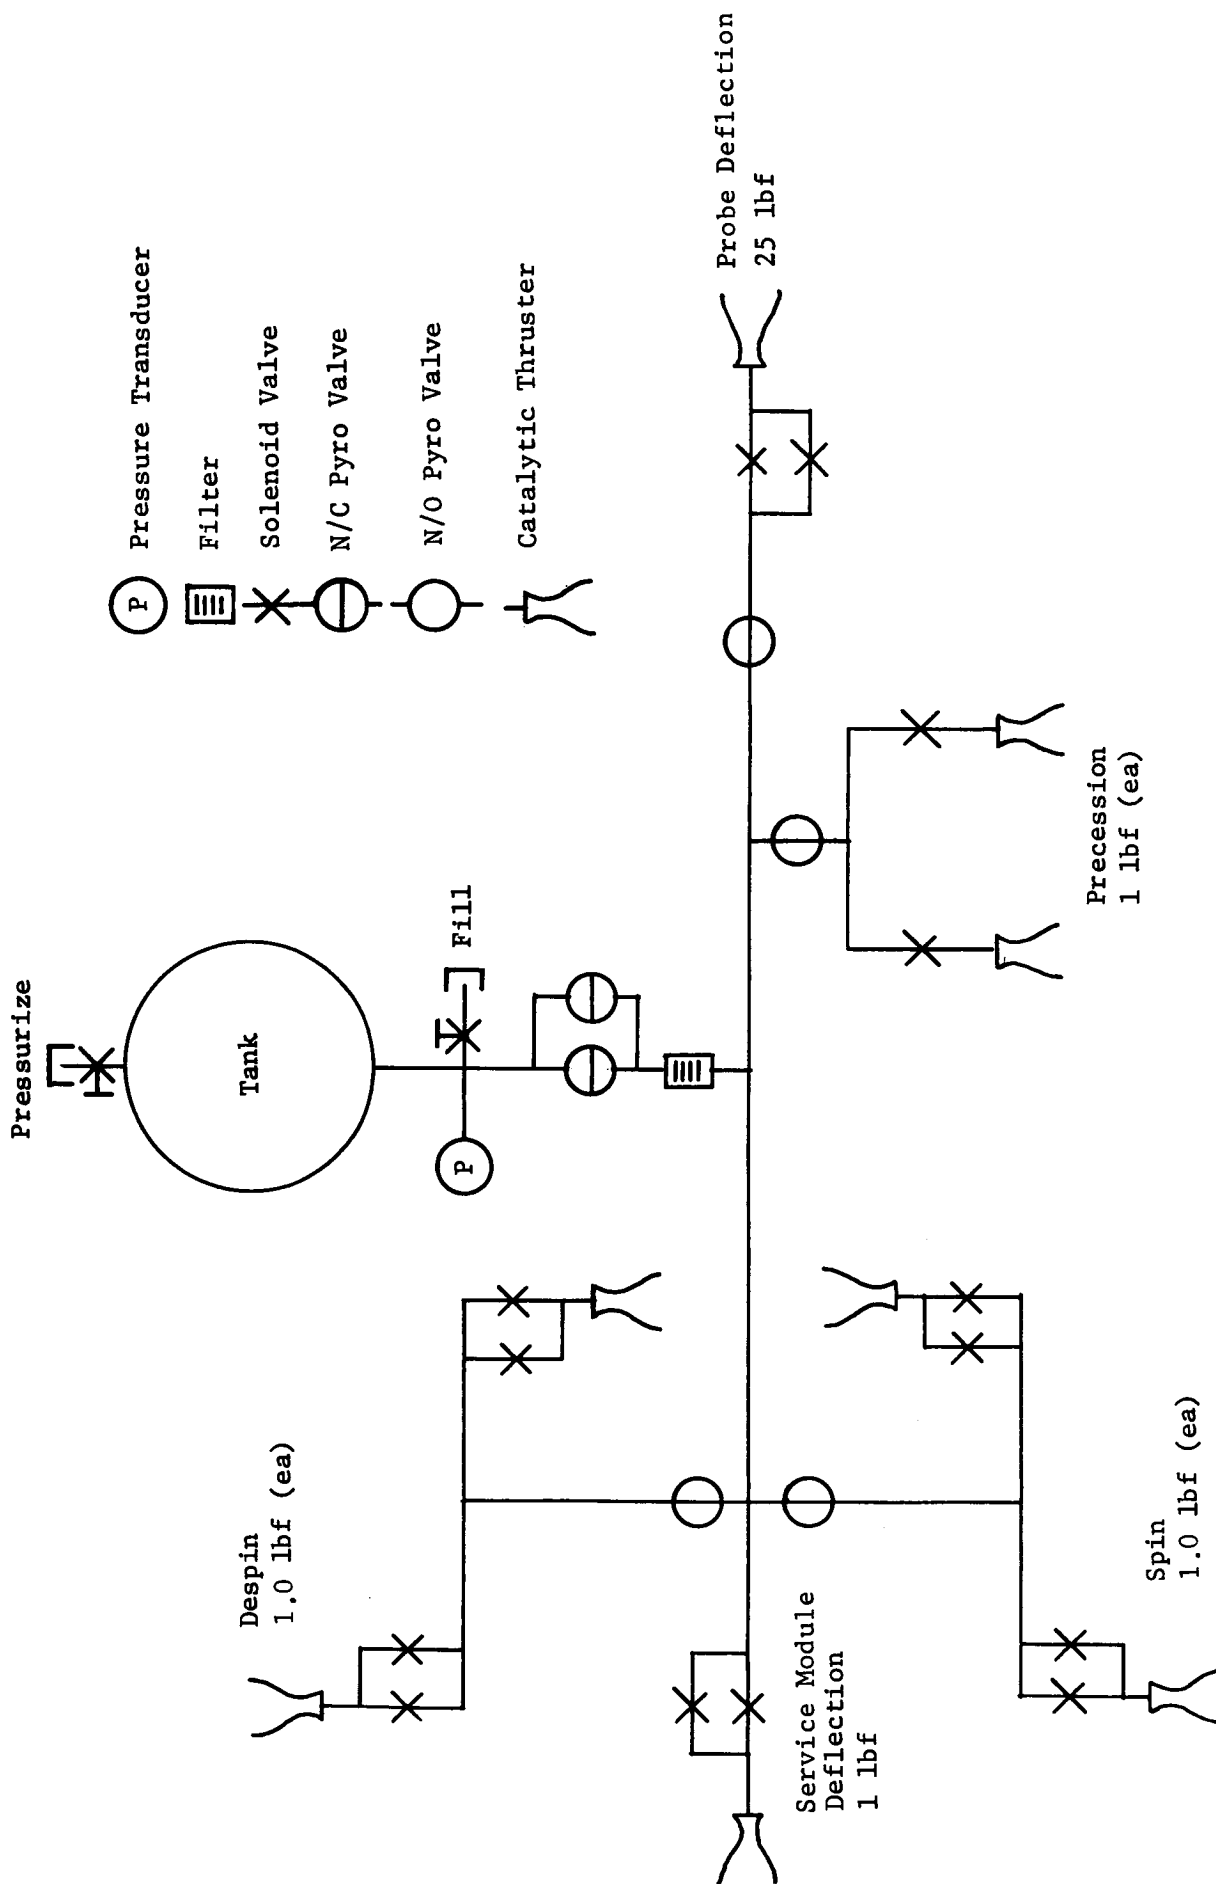 Pressurize
Tank
Fill
P
P
Pressure Transducer
Filter
Solenoid Valve
N/C Pyro Valve
N/O Pyro Valve
Catalytic Thruster
Despin
1.0 lbf (ea)
Service Module
Deflection
1 lbf
Spin
1.0 lbf (ea)
Precession
1 lbf (ea)
Probe Deflection
25 lbf